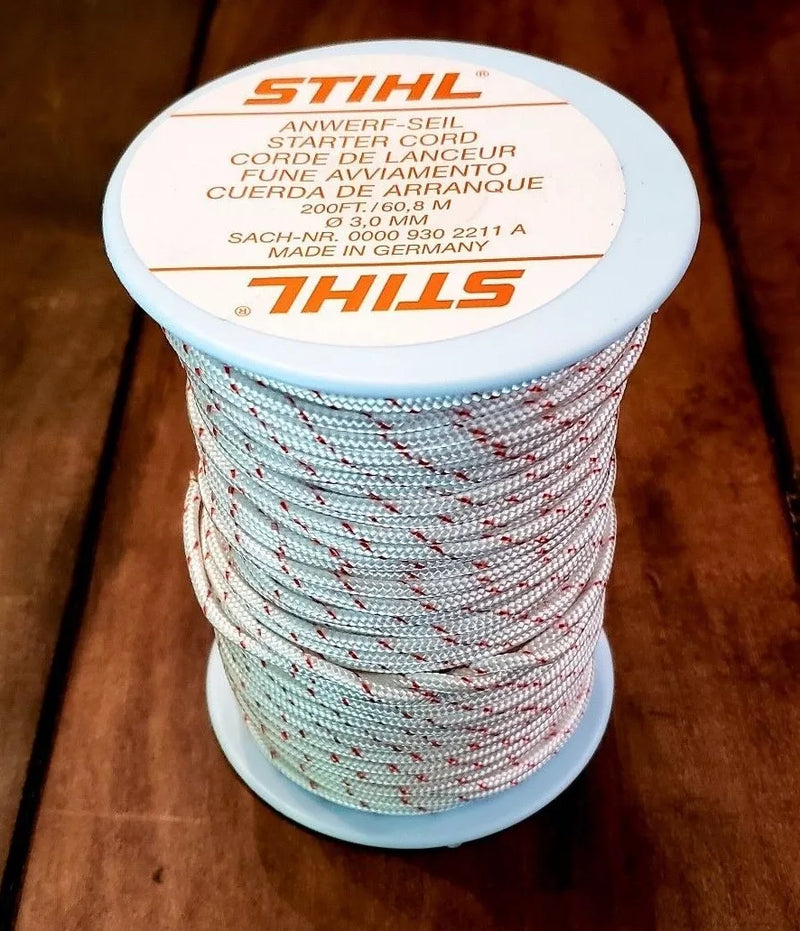 STIHL®
ANWERF-SEIL
STARTER CORD
CORDE DE LANCEUR
FUNE AVVIAMENTO
CUERDA DE ARRANQUE
200FT./60,8 M
Ø 3,0 MM
SACH-NR. 0000 930 2211 A
MADE IN GERMANY
STIHL®